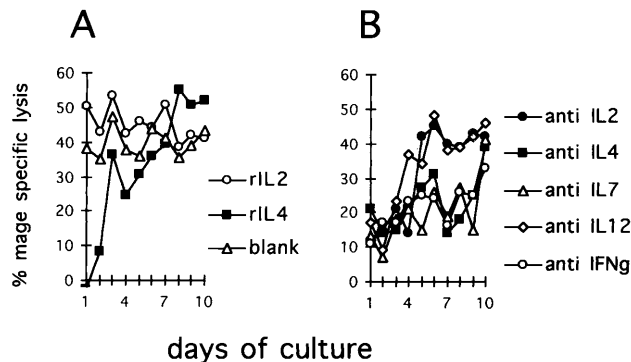 A
B
% mage specific lysis
60
50
40
30
20
10
0
1
4
7
10
rIL2
rIL4
blank
60
50
40
30
20
10
0
1
4
7
10
anti IL2
anti IL4
anti IL7
anti IL12
anti IFNg
days of culture